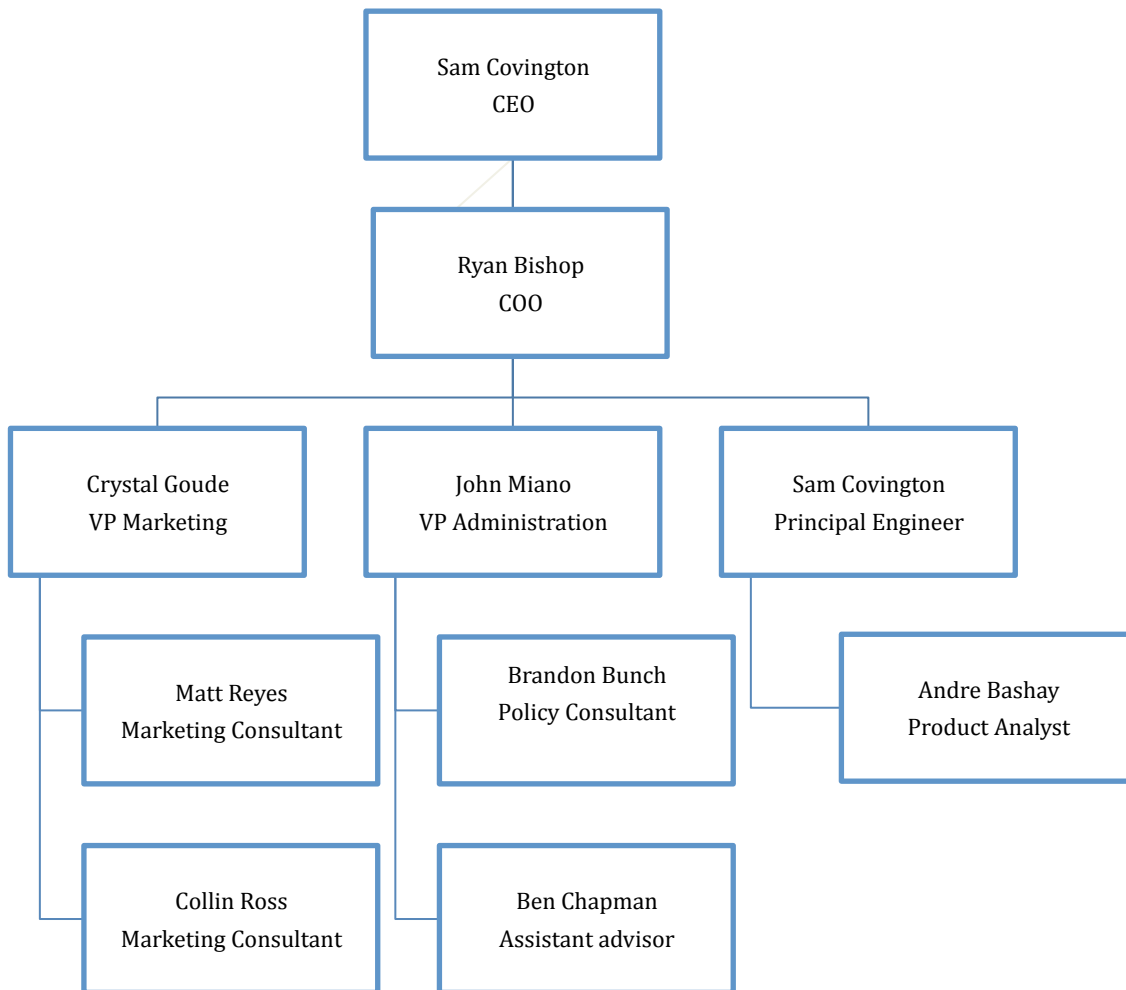 Sam Covington
CEO
Ryan Bishop
COO
Crystal Goude
VP Marketing
John Miano
VP Administration
Sam Covington
Principal Engineer
Matt Reyes
Marketing Consultant
Brandon Bunch
Policy Consultant
Andre Bashay
Product Analyst
Collin Ross
Marketing Consultant
Ben Chapman
Assistant advisor